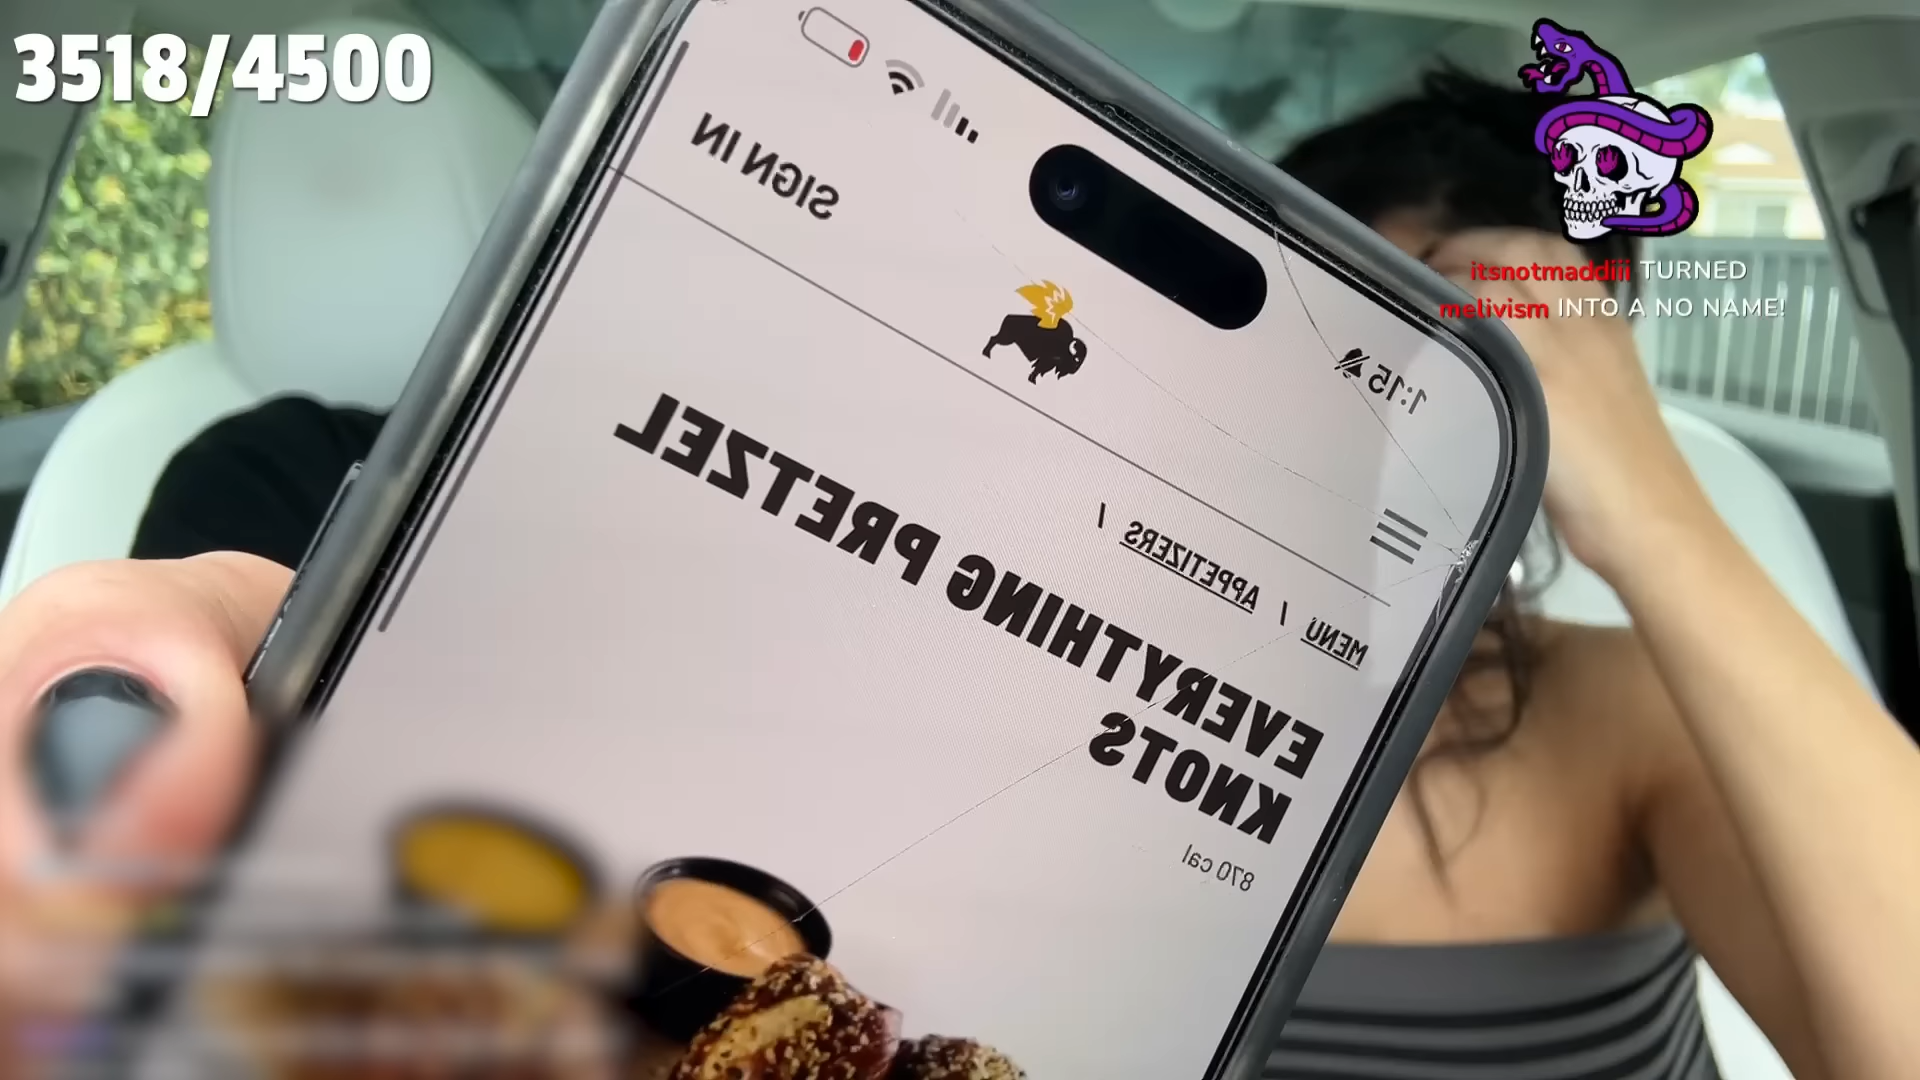 3518/4500
itsnotmaddiii TURNED
melivism INTO A NO NAME!
1:15
SIGN IN
MENU / APPETIZERS /
EVERYTHING PRETZEL
KNOTS
870 cal